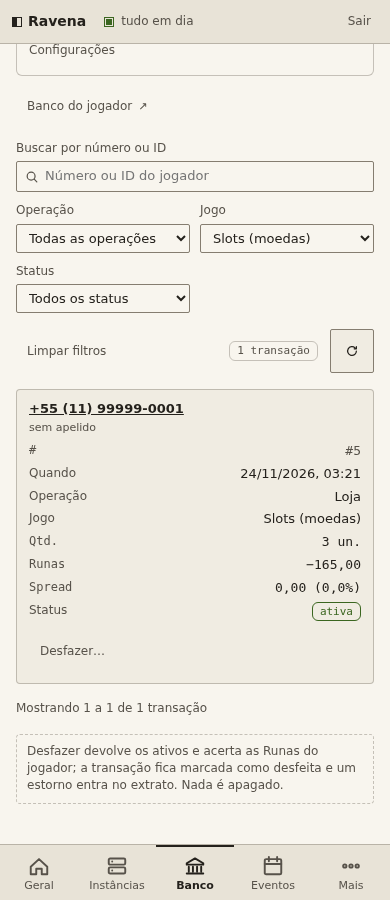 Ravena
tudo em dia
Sair
Configurações
Banco do jogador ↗
Buscar por número ou ID
Número ou ID do jogador
Operação
Jogo
Todas as operações
Slots (moedas)
Status
Todos os status
Limpar filtros
1 transação
+55 (11) 99999-0001
sem apelido
# #5
Quando 24/11/2026, 03:21
Operação Loja
Jogo Slots (moedas)
Qtd. 3 un.
Runas −165,00
Spread 0,00 (0,0%)
Status ativa
Desfazer…
Mostrando 1 a 1 de 1 transação
Desfazer devolve os ativos e acerta as Runas do
jogador; a transação fica marcada como desfeita e um
estorno entra no extrato. Nada é apagado.
Geral
Instâncias
Banco
Eventos
Mais